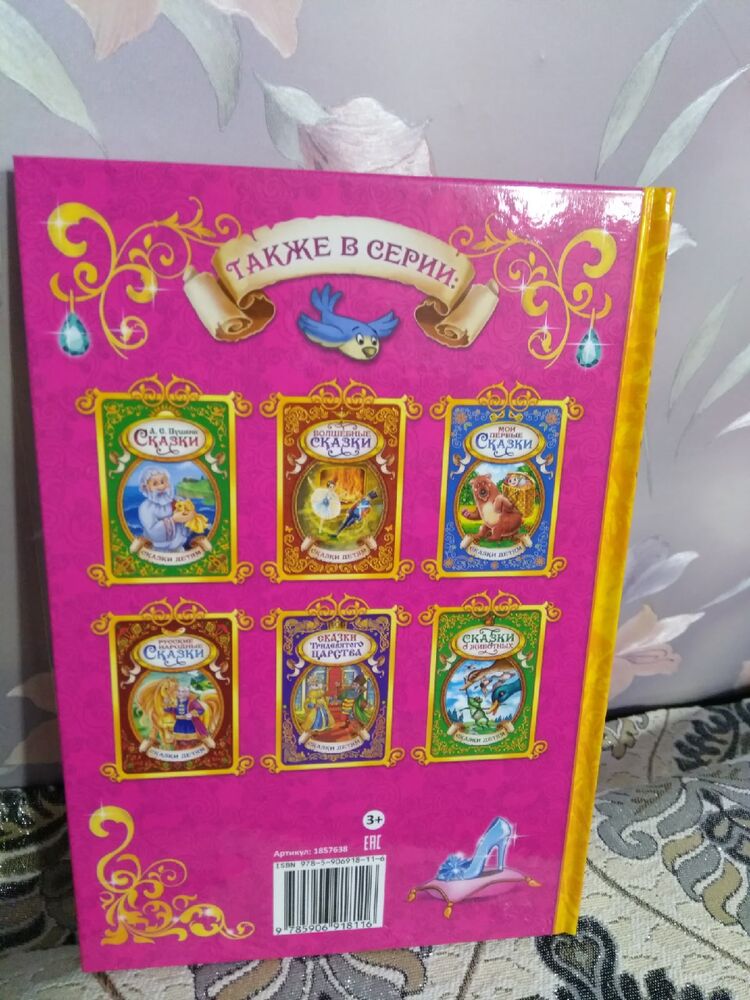 ТАКЖЕ В СЕРИИ:
А. С. Пушкин
СКАЗКИ
СКАЗКИ ДЕТЯМ
ВОЛШЕБНЫЕ
СКАЗКИ
СКАЗКИ ДЕТЯМ
МОИ
ПЕРВЫЕ
СКАЗКИ
СКАЗКИ ДЕТЯМ
РУССКИЕ
НАРОДНЫЕ
СКАЗКИ
СКАЗКИ ДЕТЯМ
СКАЗКИ
ТРИДЕВЯТОГО
ЦАРСТВА
СКАЗКИ ДЕТЯМ
СКАЗКИ
О ЖИВОТНЫХ
СКАЗКИ ДЕТЯМ
3+
EAC
Артикул: 1857638
ISBN 978-5-906918-11-6
9 785906 918116